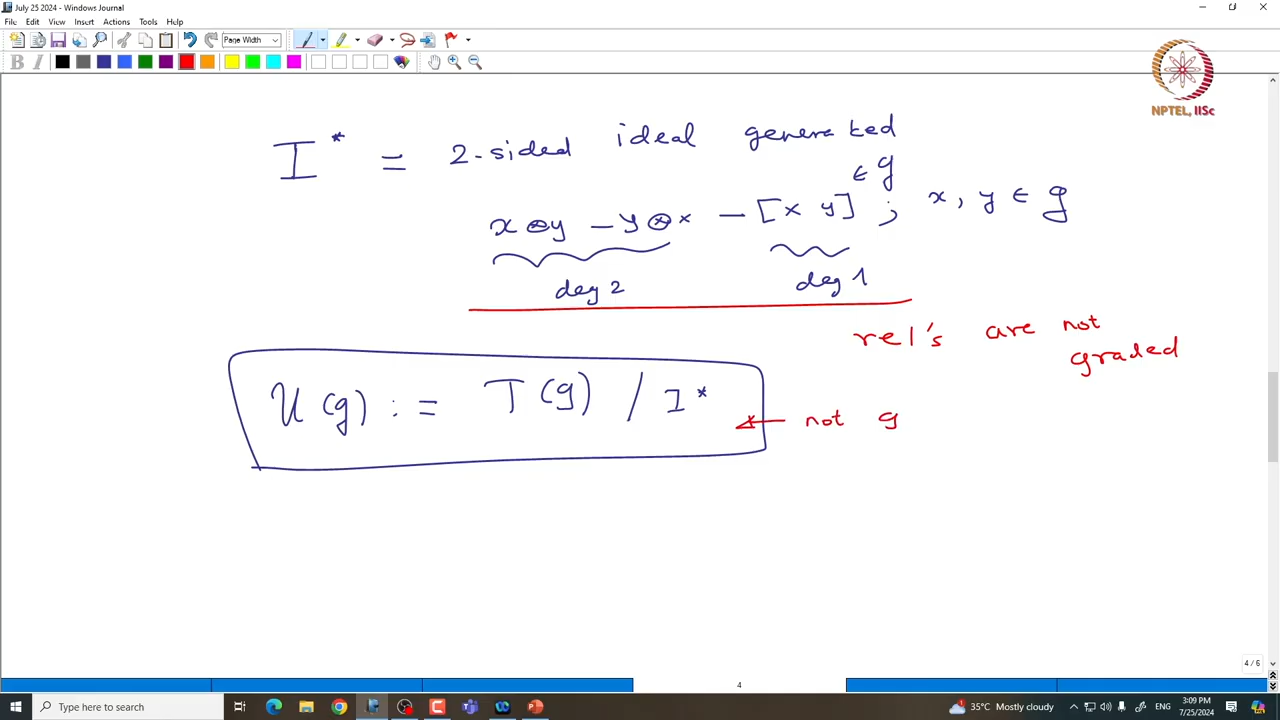 July 25 2024 - Windows Journal
File Edit View Insert Actions Tools Help
Page Width
B I
NPTEL, IISc
I* = 2-sided ideal generated
∈ g
x ⊗ y - y ⊗ x - [x y] ; x, y ∈ g
deg 2 deg 1
rel's are not
graded
U(g) := T(g) / I*
← not g
4 / 6
4
Type here to search
35°C Mostly cloudy ENG 3:09 PM
7/25/2024